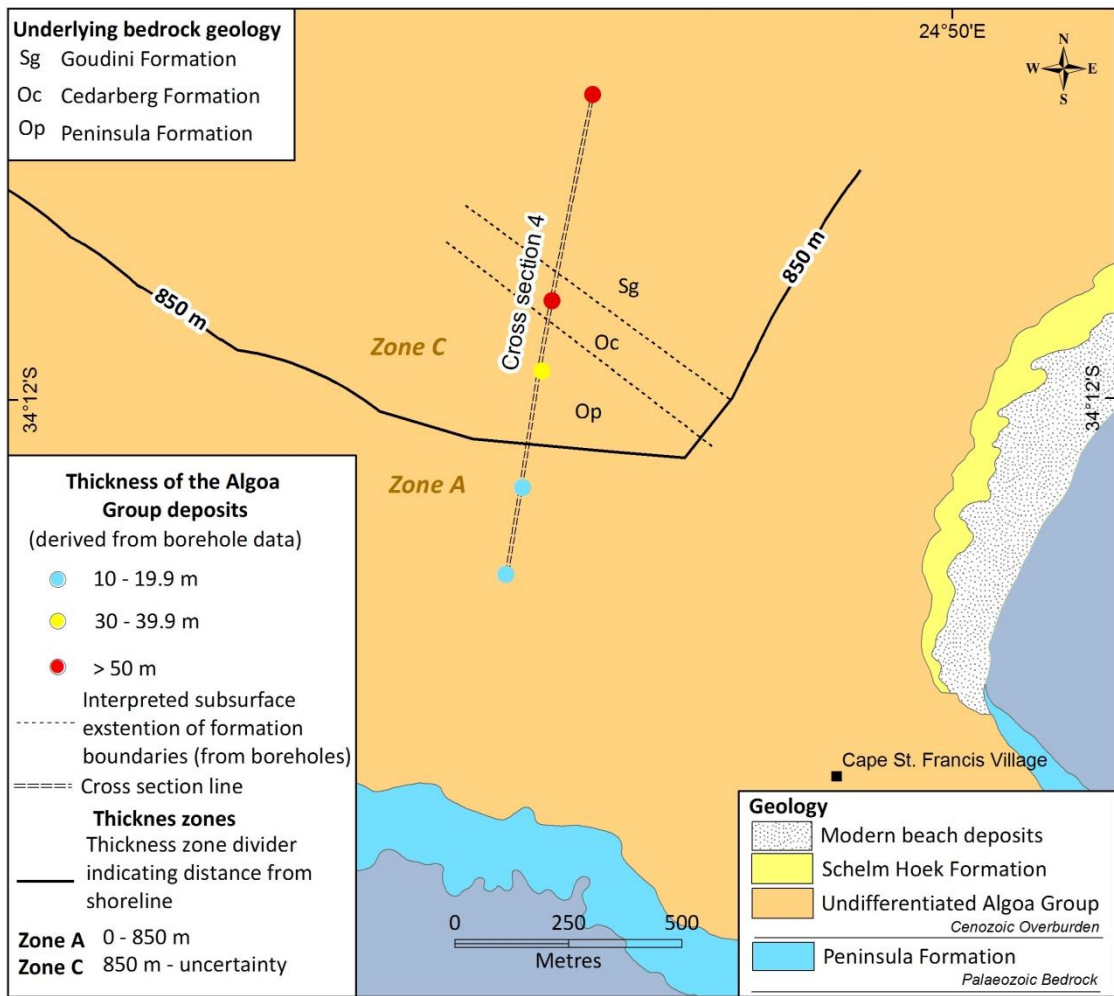 Underlying bedrock geology
Sg Goudini Formation
Oc Cedarberg Formation
Op Peninsula Formation
24°50'E
N
W E
S
850 m
850 m
Cross section 4
Sg
Oc
Op
Zone C
Zone A
34°12'S
34°12'S
Thickness of the Algoa
Group deposits
(derived from borehole data)
10 - 19.9 m
30 - 39.9 m
> 50 m
Interpreted subsurface
exstention of formation
boundaries (from boreholes)
Cross section line
Thicknes zones
Thickness zone divider
indicating distance from
shoreline
Zone A 0 - 850 m
Zone C 850 m - uncertainty
0 250 500
Metres
Cape St. Francis Village
Geology
Modern beach deposits
Schelm Hoek Formation
Undifferentiated Algoa Group
Cenozoic Overburden
Peninsula Formation
Palaeozoic Bedrock